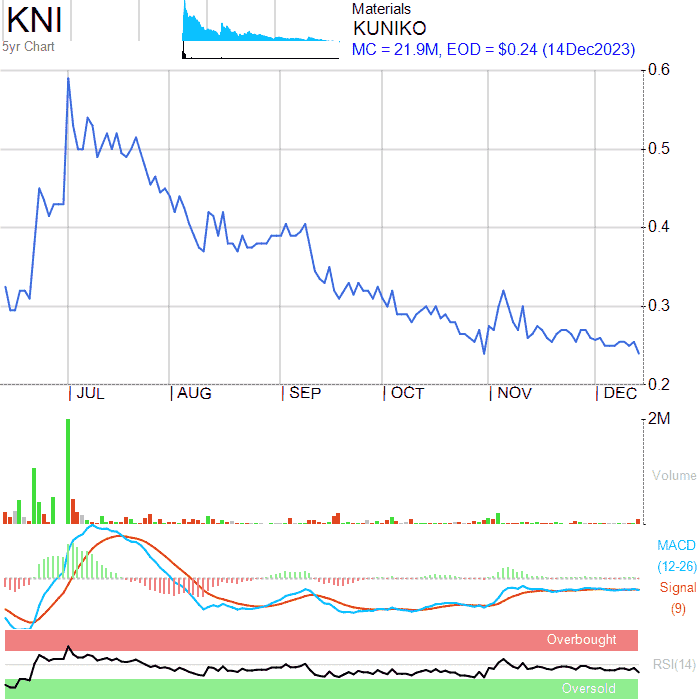 KNI
5yr Chart
Materials
KUNIKO
MC = 21.9M, EOD = $0.24 (14Dec2023)
0.6
0.5
0.4
0.3
0.2
JUL AUG SEP OCT NOV DEC
2M
Volume
MACD
(12-26)
Signal
(9)
Overbought
RSI(14)
Oversold